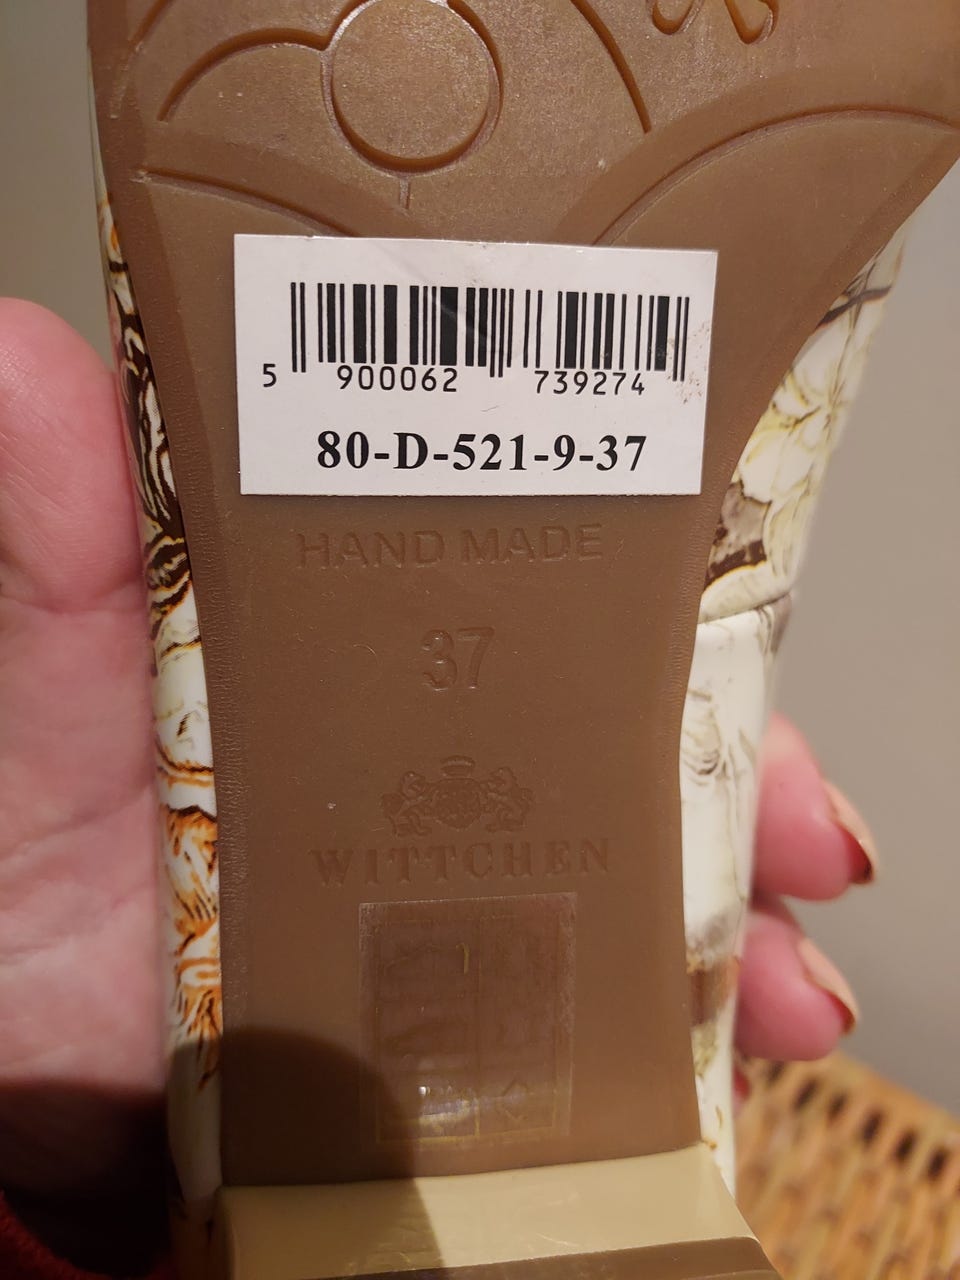 5 900062 739274
80-D-521-9-37
HAND MADE
37
WITTCHEN